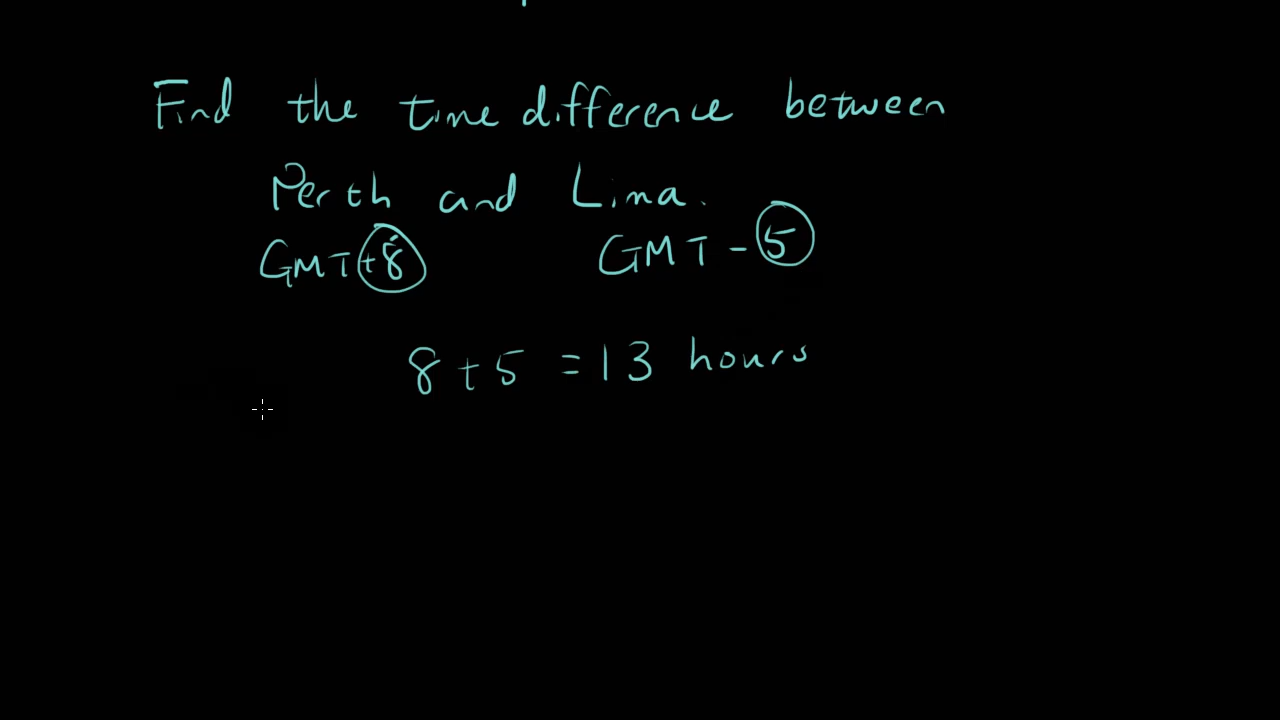 Find the time difference between
Perth and Lima.
GMT+8 GMT-5
8+5 = 13 hours